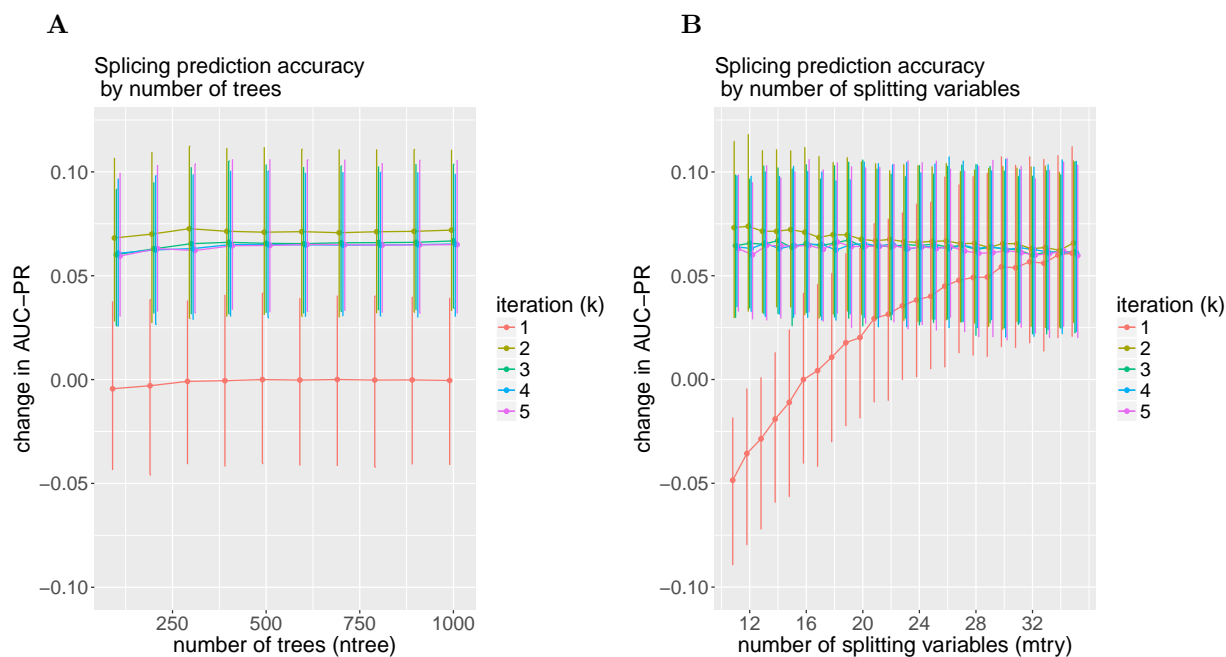 A
Splicing prediction accuracy
by number of trees
change in AUC−PR
0.10
0.05
0.00
−0.05
−0.10
250 500 750 1000
number of trees (ntree)
iteration (k)
1
2
3
4
5
B
Splicing prediction accuracy
by number of splitting variables
change in AUC−PR
0.10
0.05
0.00
−0.05
−0.10
12 16 20 24 28 32
number of splitting variables (mtry)
iteration (k)
1
2
3
4
5